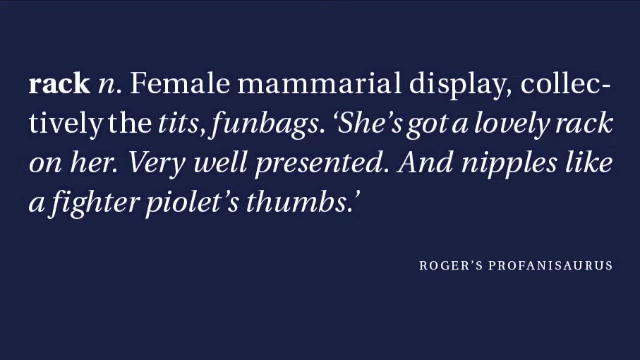 rack n. Female mammarial display, collec-
tively the tits, funbags. ‘She’s got a lovely rack
on her. Very well presented. And nipples like
a fighter piolet’s thumbs.’
ROGER’S PROFANISAURUS